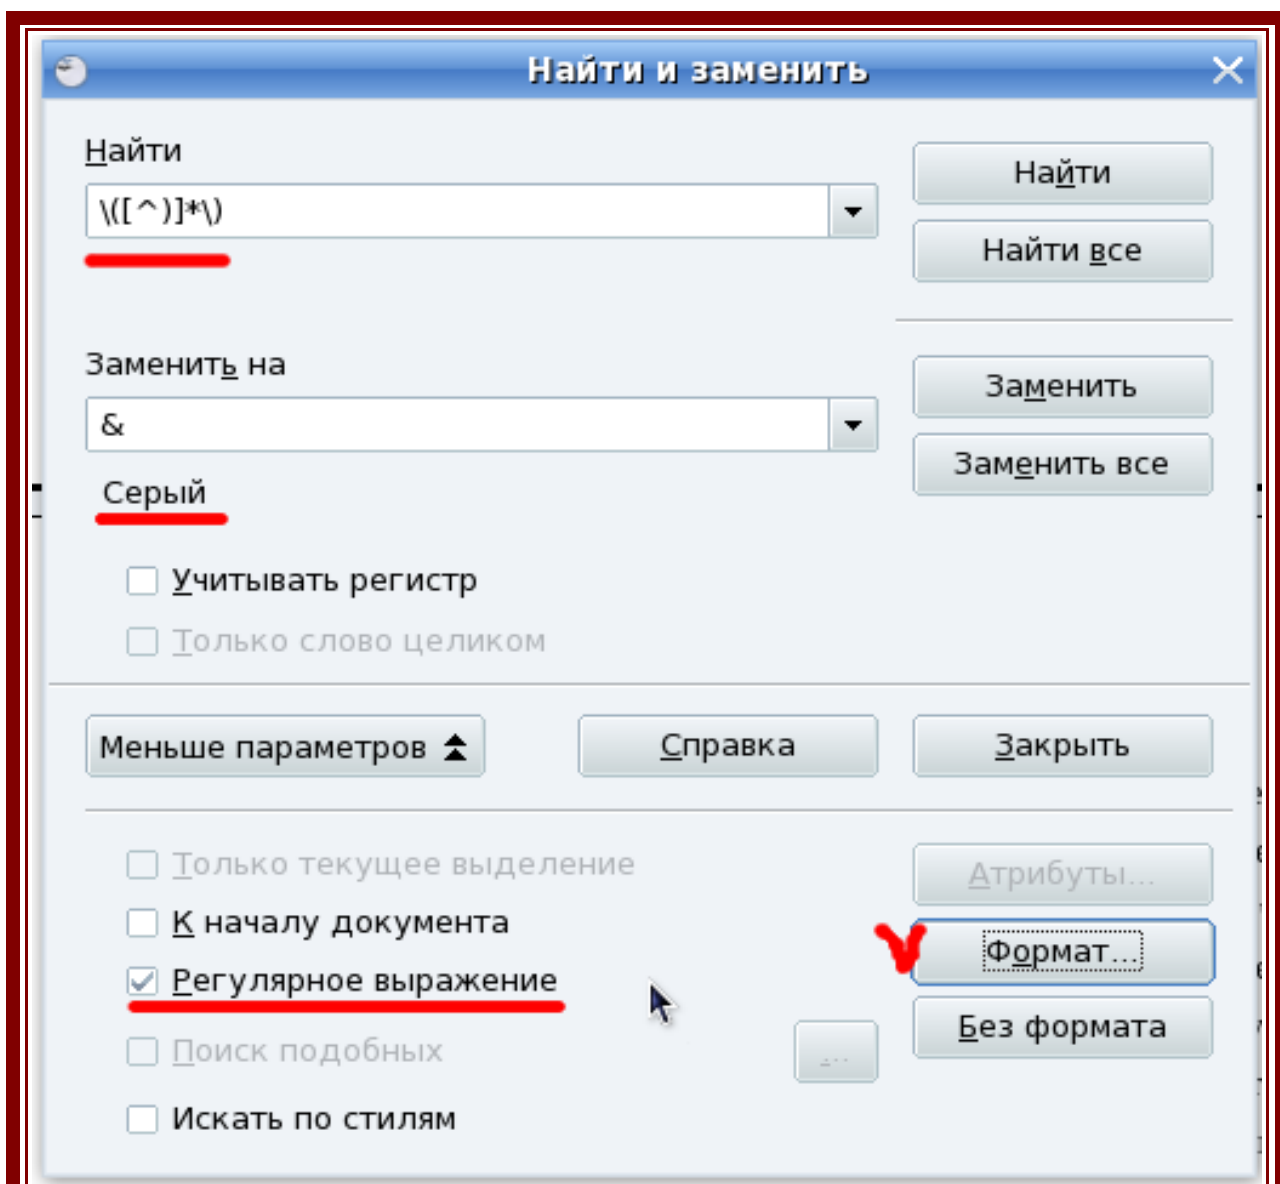 Найти и заменить
Найти
\([^)]*\)
Найти
Найти все
Заменить на
&
Заменить
Заменить все
Серый
Учитывать регистр
Только слово целиком
Меньше параметров
Справка
Закрыть
Только текущее выделение
Атрибуты...
К началу документа
Формат...
Регулярное выражение
Без формата
Поиск подобных
...
Искать по стилям